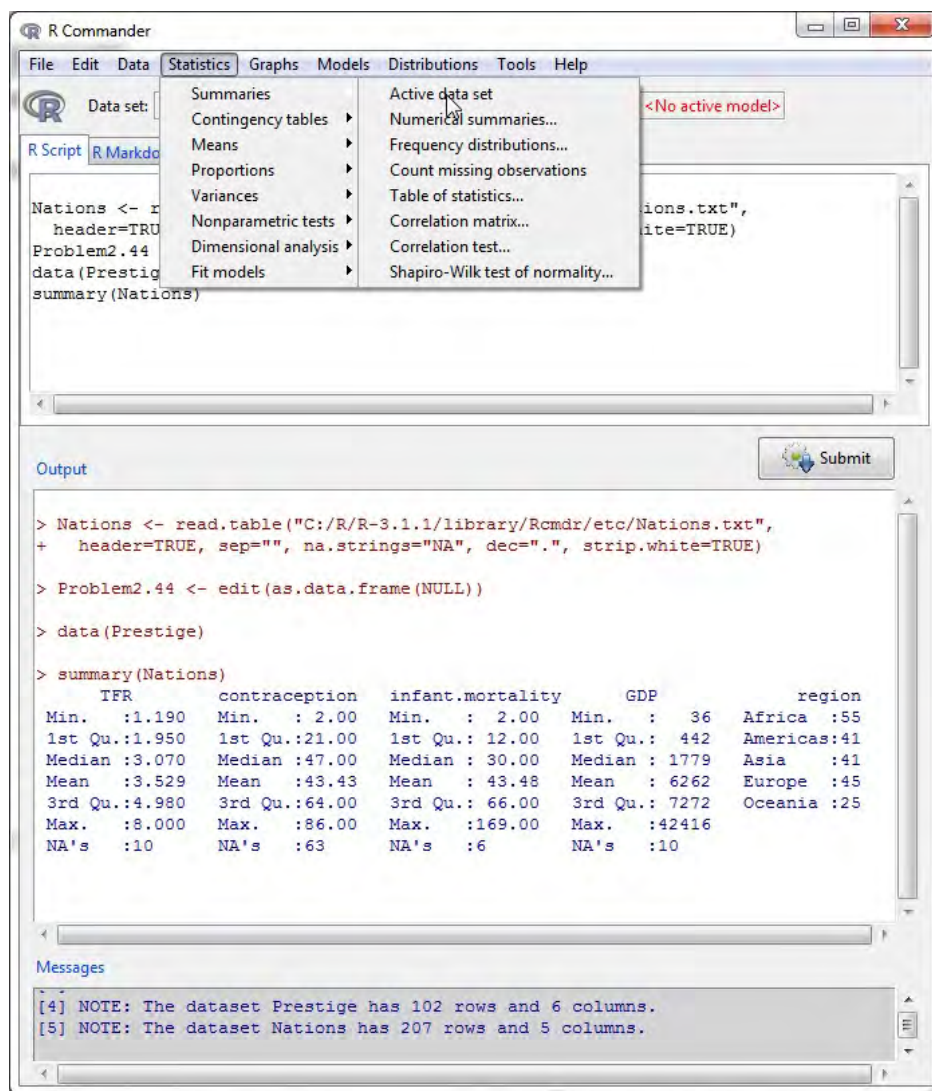 R Commander
File Edit Data Statistics Graphs Models Distributions Tools Help
Data set: <No active model>
Summaries
Contingency tables
Means
Proportions
Variances
Nonparametric tests
Dimensional analysis
Fit models
Active data set
Numerical summaries...
Frequency distributions...
Count missing observations
Table of statistics...
Correlation matrix...
Correlation test...
Shapiro-Wilk test of normality...
R Script R Markdo
Nations <- r ions.txt",
header=TRU ite=TRUE)
Problem2.44
data(Prestig
summary(Nations)
Submit
Output
> Nations <- read.table("C:/R/R-3.1.1/library/Rcmdr/etc/Nations.txt",
+   header=TRUE, sep="", na.strings="NA", dec=".", strip.white=TRUE)
> Problem2.44 <- edit(as.data.frame(NULL))
> data(Prestige)
> summary(Nations)
TFR contraception infant.mortality GDP region
Min. :1.190 Min. : 2.00 Min. : 2.00 Min. : 36 Africa :55
1st Qu.:1.950 1st Qu.:21.00 1st Qu.: 12.00 1st Qu.: 442 Americas:41
Median :3.070 Median :47.00 Median : 30.00 Median : 1779 Asia :41
Mean :3.529 Mean :43.43 Mean : 43.48 Mean : 6262 Europe :45
3rd Qu.:4.980 3rd Qu.:64.00 3rd Qu.: 66.00 3rd Qu.: 7272 Oceania :25
Max. :8.000 Max. :86.00 Max. :169.00 Max. :42416
NA's :10 NA's :63 NA's :6 NA's :10
Messages
[4] NOTE: The dataset Prestige has 102 rows and 6 columns.
[5] NOTE: The dataset Nations has 207 rows and 5 columns.